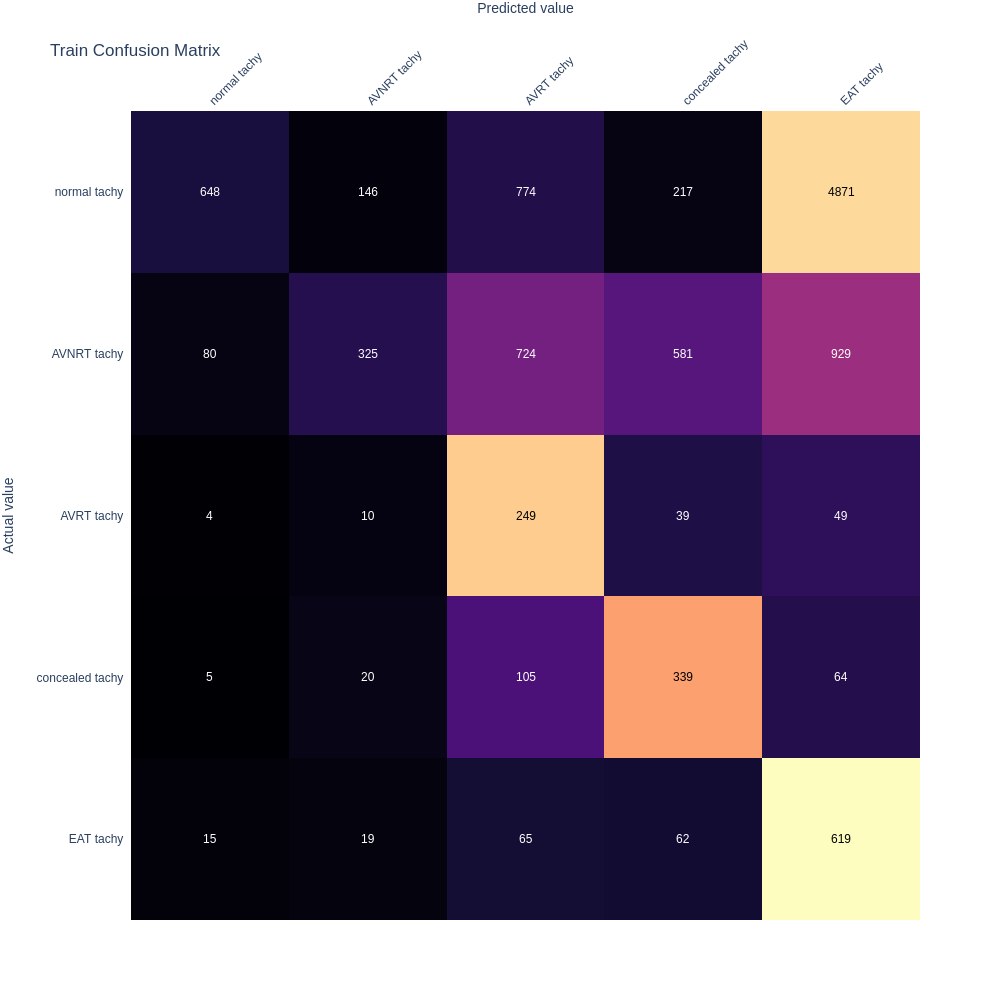 Predicted value
Train Confusion Matrix
normal tachy AVNRT tachy AVRT tachy concealed tachy EAT tachy
normal tachy 648 146 774 217 4871
AVNRT tachy 80 325 724 581 929
Actual value
AVRT tachy 4 10 249 39 49
concealed tachy 5 20 105 339 64
EAT tachy 15 19 65 62 619